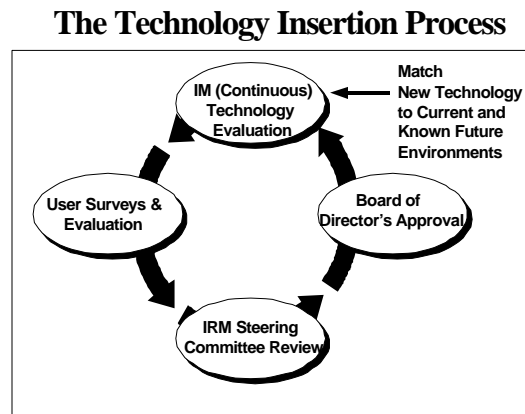 The Technology Insertion Process
IM (Continuous)
Technology
Evaluation
Match
New Technology
to Current and
Known Future
Environments
User Surveys &
Evaluation
Board of
Director's Approval
IRM Steering
Committee Review